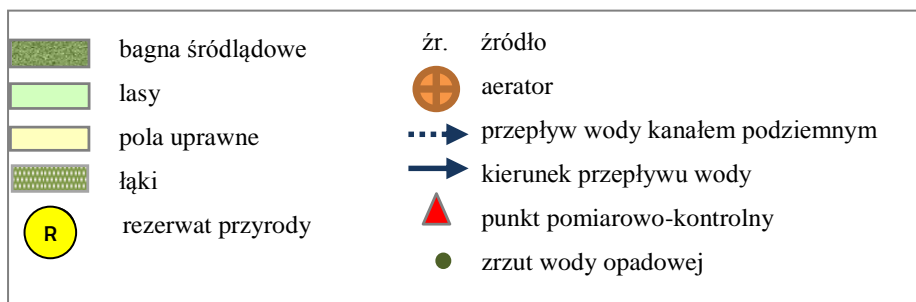 bagna śródlądowe
lasy
pola uprawne
łąki
R rezerwat przyrody
źr. źródło
aerator
przepływ wody kanałem podziemnym
kierunek przepływu wody
punkt pomiarowo-kontrolny
zrzut wody opadowej